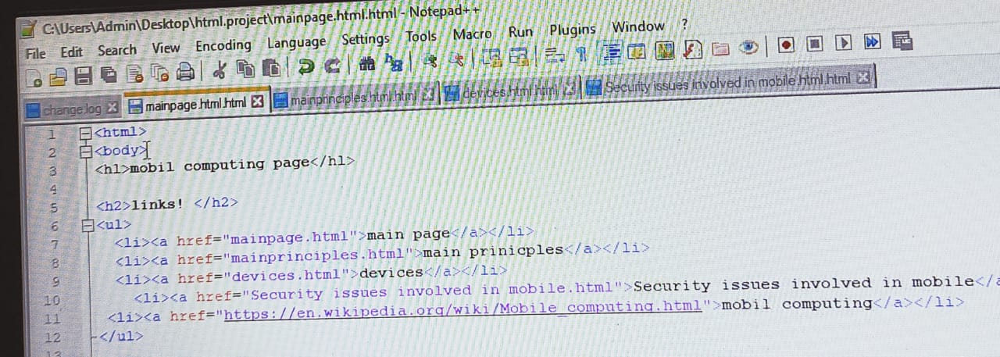 C:\Users\Admin\Desktop\html.project\mainpage.html.html - Notepad++
File Edit Search View Encoding Language Settings Tools Macro Run Plugins Window ?
change.log mainpage.html.html mainprinciples.html.html devices.html.html Security issues involved in mobile.html.html
1 <html>
2 <body>
3 <h1>mobil computing page</h1>
4
5 <h2>links! </h2>
6 <ul>
7 <li><a href="mainpage.html">main page</a></li>
8 <li><a href="mainprinciples.html">main prinicples</a></li>
9 <li><a href="devices.html">devices</a></li>
10 <li><a href="Security issues involved in mobile.html">Security issues involved in mobile</a
11 <li><a href="https://en.wikipedia.org/wiki/Mobile_computing.html">mobil computing</a></li>
12 </ul>
13